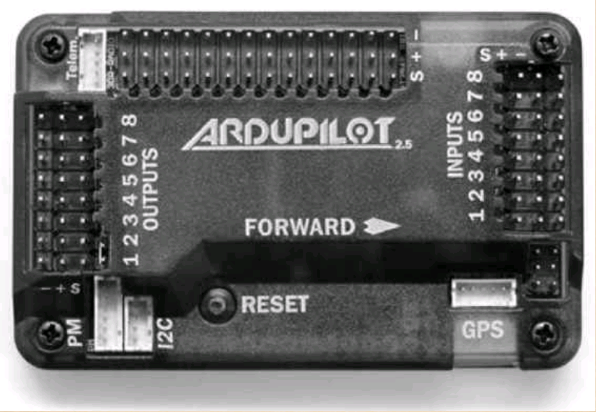 Telem
S + -
S + -
ARDUPILOT 2.5
1 2 3 4 5 6 7 8
OUTPUTS
INPUTS
1 2 3 4 5 6 7 8
FORWARD
- + S
PM
I2C
RESET
GPS